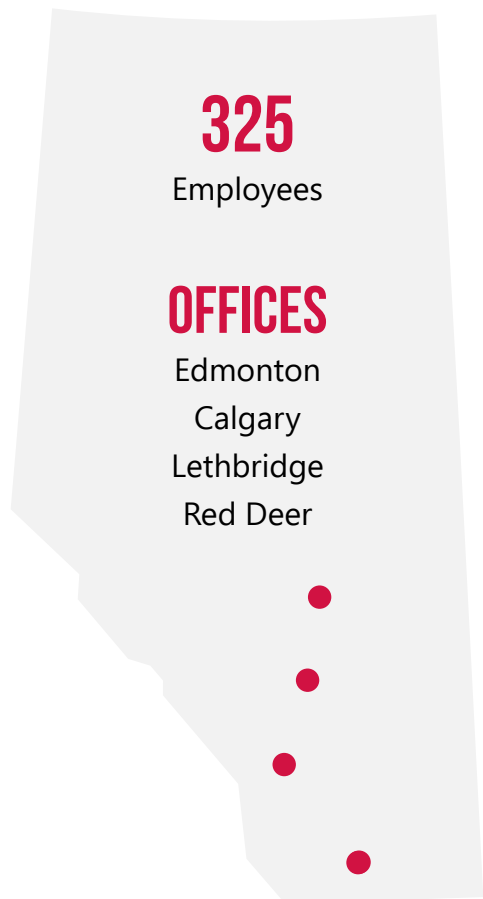 325
Employees
OFFICES
Edmonton
Calgary
Lethbridge
Red Deer